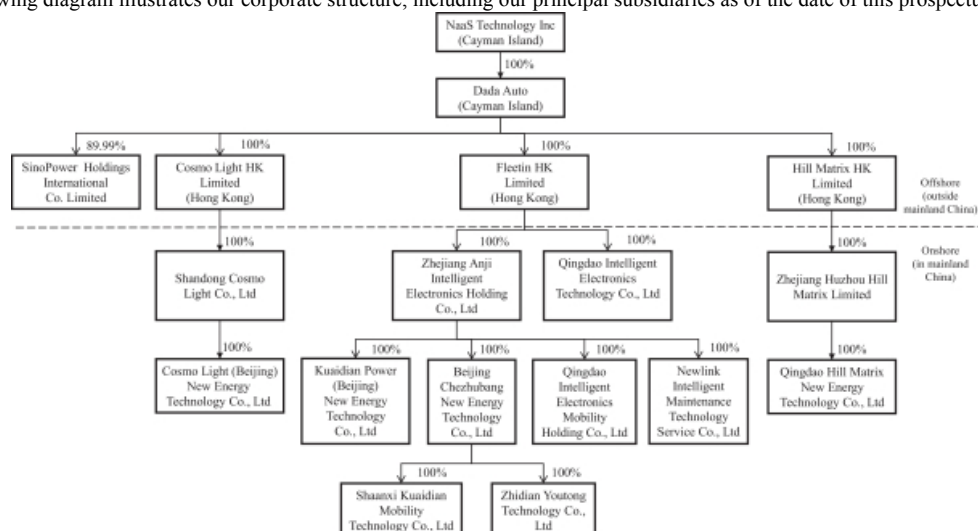 wing diagram illustrates our corporate structure, including our principal subsidiaries as of the date of this prospectu
NaaS Technology Inc
(Cayman Island)
100%
Dada Auto
(Cayman Island)
89.99%
100%
100%
100%
SinoPower Holdings
International
Co. Limited
Cosmo Light HK
Limited
(Hong Kong)
Fleetin HK
Limited
(Hong Kong)
Hill Matrix HK
Limited
(Hong Kong)
Offshore
(outside
mainland China)
100%
100%
100%
100%
Onshore
(in mainland
China)
Shandong Cosmo
Light Co., Ltd
Zhejiang Anji
Intelligent
Electronics Holding
Co., Ltd
Qingdao Intelligent
Electronics
Technology Co., Ltd
Zhejiang Huzhou Hill
Matrix Limited
100%
100%
100%
100%
100%
100%
Cosmo Light (Beijing)
New Energy
Technology Co., Ltd
Kuaidian Power
(Beijing)
New Energy
Technology
Co., Ltd
Beijing
Chezhubang
New Energy
Technology
Co., Ltd
Qingdao
Intelligent
Electronics
Mobility
Holding Co., Ltd
Newlink
Intelligent
Maintenance
Technology
Service Co., Ltd
Qingdao Hill Matrix
New Energy
Technology Co., Ltd
100%
100%
Shaanxi Kuaidian
Mobility
Technology Co., Ltd
Zhidian Youtong
Technology Co.,
Ltd